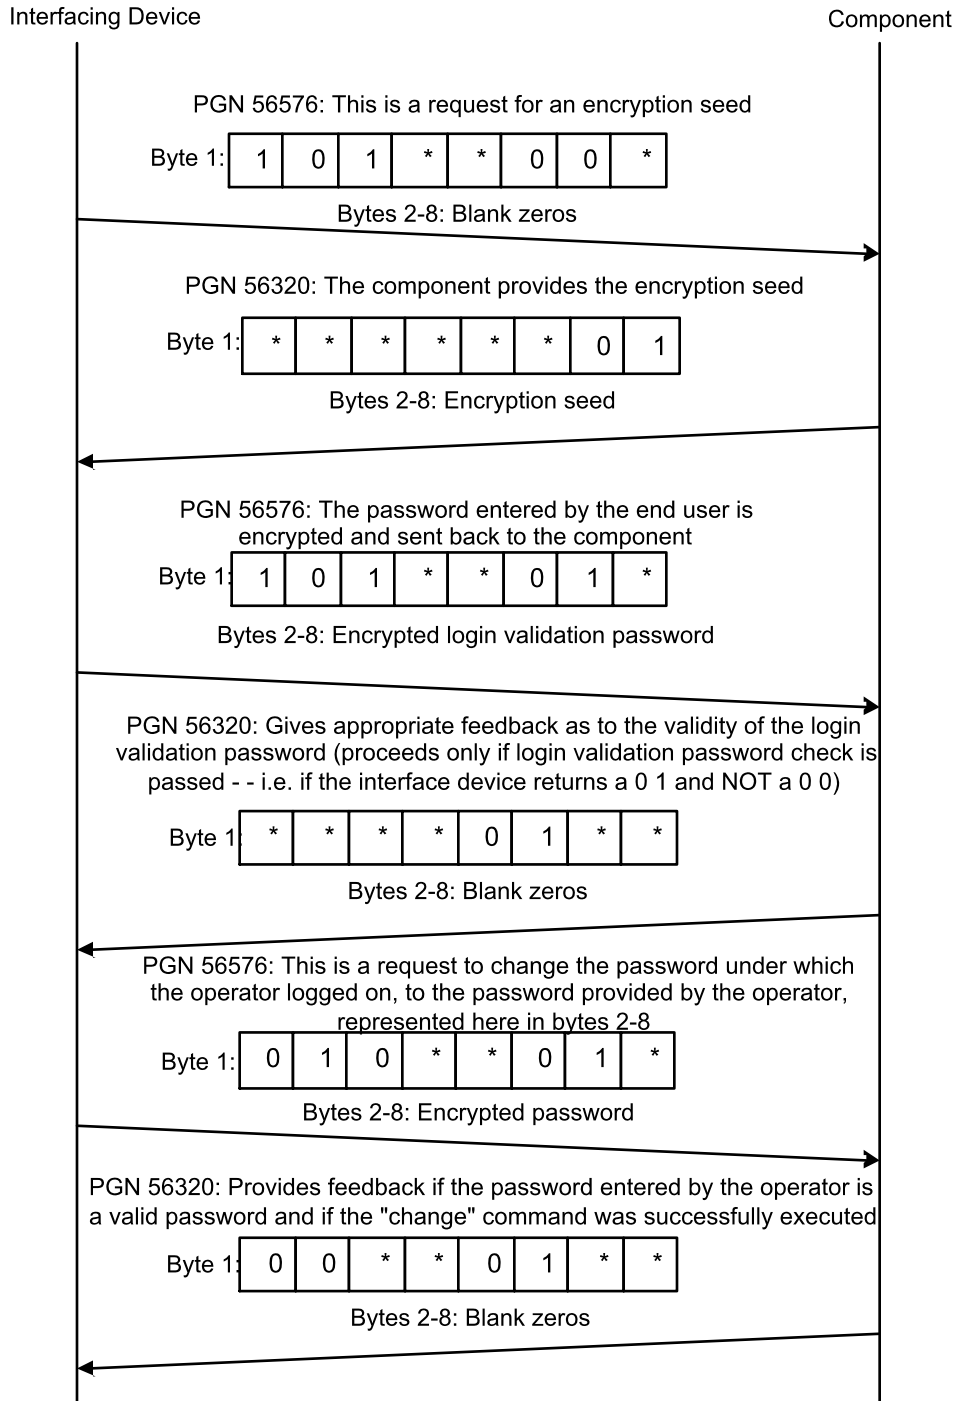 Interfacing Device
Component
PGN 56576: This is a request for an encryption seed
Byte 1: 1 0 1 * * 0 0 *
Bytes 2-8: Blank zeros
PGN 56320: The component provides the encryption seed
Byte 1: * * * * * * 0 1
Bytes 2-8: Encryption seed
PGN 56576: The password entered by the end user is
encrypted and sent back to the component
Byte 1: 1 0 1 * * 0 1 *
Bytes 2-8: Encrypted login validation password
PGN 56320: Gives appropriate feedback as to the validity of the login
validation password (proceeds only if login validation password check is
passed - - i.e. if the interface device returns a 0 1 and NOT a 0 0)
Byte 1: * * * * 0 1 * *
Bytes 2-8: Blank zeros
PGN 56576: This is a request to change the password under which
the operator logged on, to the password provided by the operator,
represented here in bytes 2-8
Byte 1: 0 1 0 * * 0 1 *
Bytes 2-8: Encrypted password
PGN 56320: Provides feedback if the password entered by the operator is
a valid password and if the "change" command was successfully executed
Byte 1: 0 0 * * 0 1 * *
Bytes 2-8: Blank zeros